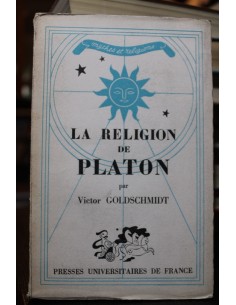 mythes et religions
LA RELIGION
DE
PLATON
par
Victor GOLDSCHMIDT
PRESSES UNIVERSITAIRES DE FRANCE